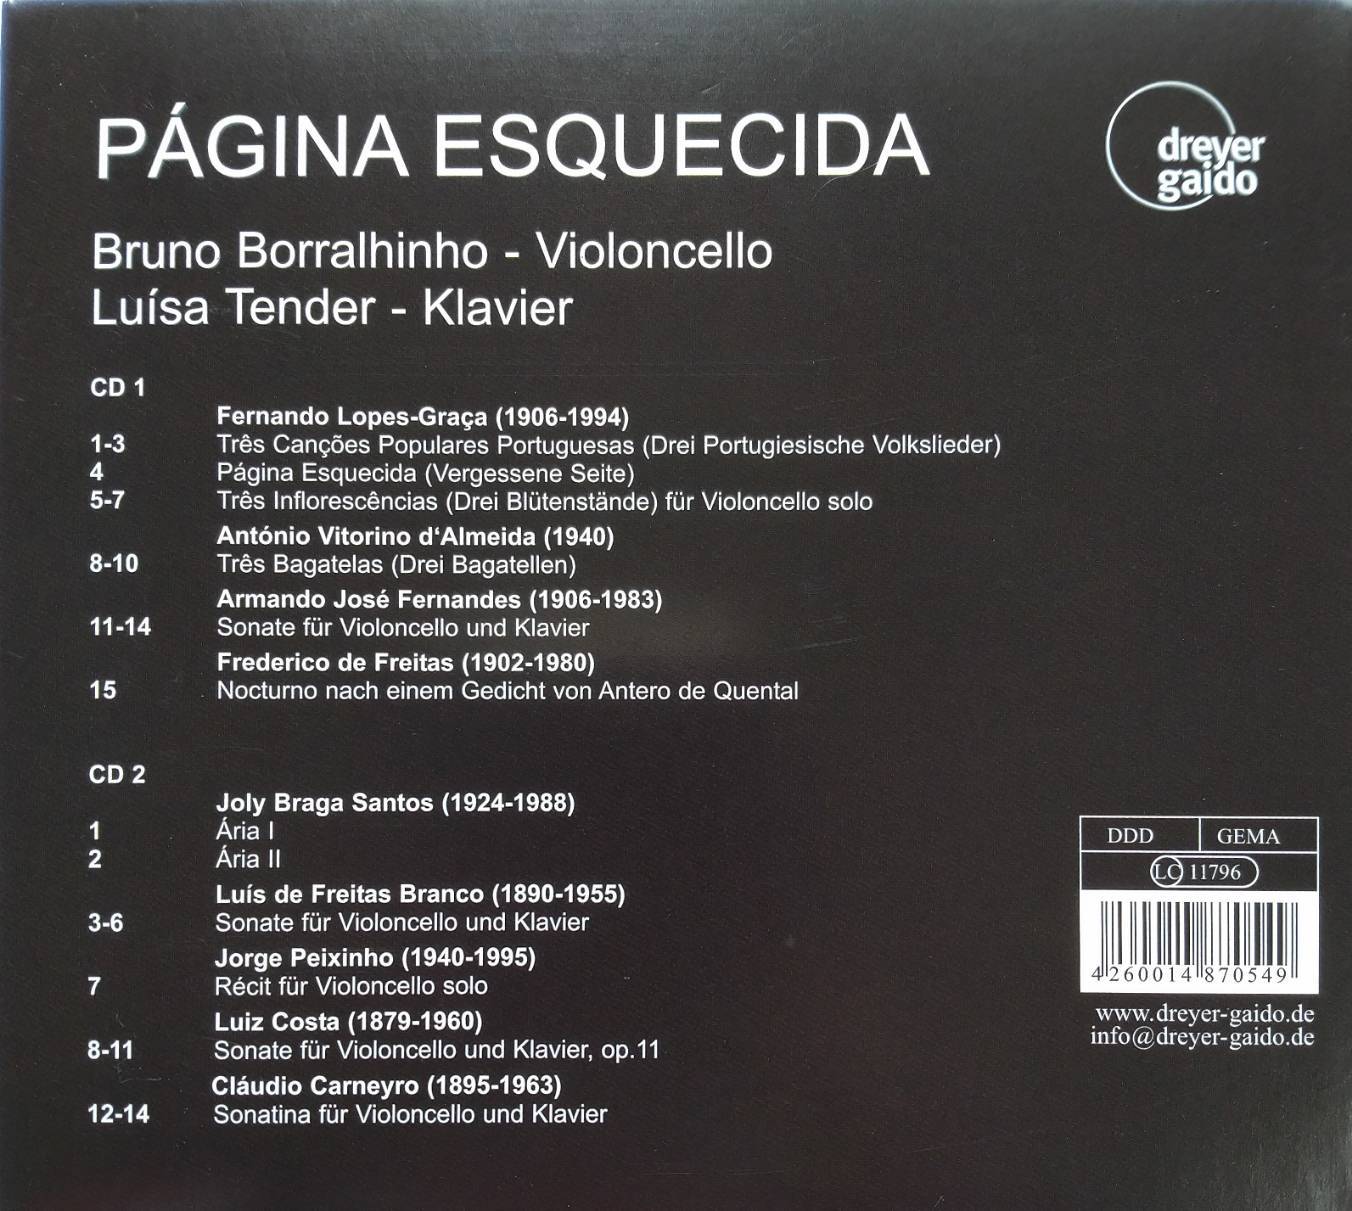 PÁGINA ESQUECIDA
dreyer
gaido
Bruno Borralhinho - Violoncello
Luísa Tender - Klavier
CD 1
Fernando Lopes-Graça (1906-1994)
1-3 Três Canções Populares Portuguesas (Drei Portugiesische Volkslieder)
4 Página Esquecida (Vergessene Seite)
5-7 Três Inflorescências (Drei Blütenstände) für Violoncello solo
António Vitorino d‘Almeida (1940)
8-10 Três Bagatelas (Drei Bagatellen)
Armando José Fernandes (1906-1983)
11-14 Sonate für Violoncello und Klavier
Frederico de Freitas (1902-1980)
15 Nocturno nach einem Gedicht von Antero de Quental
CD 2
Joly Braga Santos (1924-1988)
1 Ária I
2 Ária II
Luís de Freitas Branco (1890-1955)
3-6 Sonate für Violoncello und Klavier
Jorge Peixinho (1940-1995)
7 Récit für Violoncello solo
Luiz Costa (1879-1960)
8-11 Sonate für Violoncello und Klavier, op.11
Cláudio Carneyro (1895-1963)
12-14 Sonatina für Violoncello und Klavier
DDD GEMA
LC 11796
4 260014 870549
www.dreyer-gaido.de
info@dreyer-gaido.de